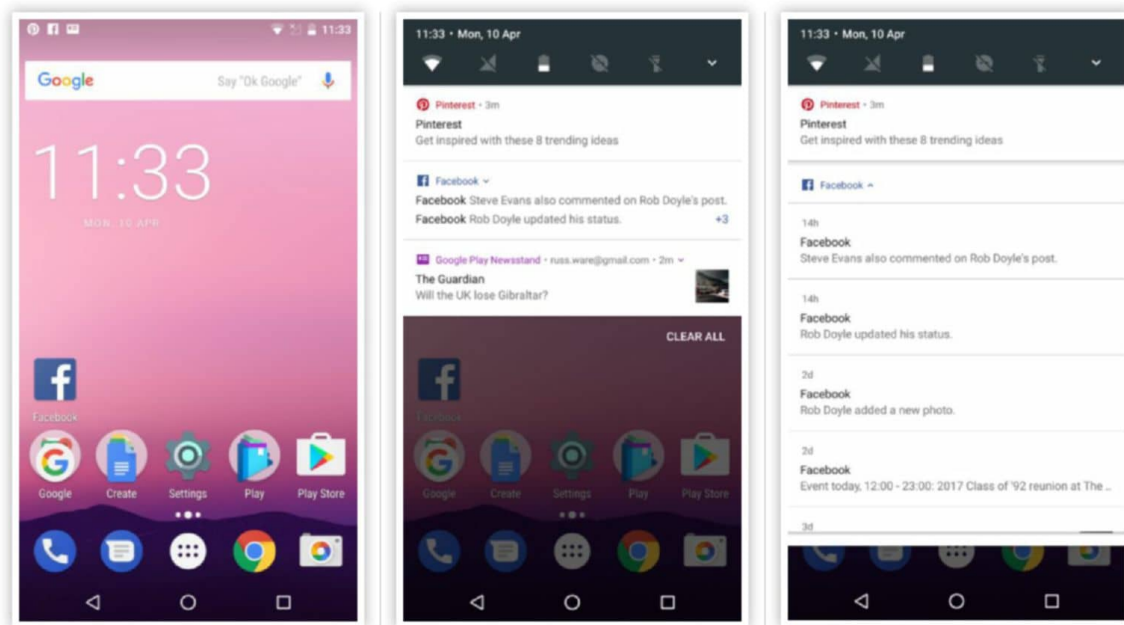 11:33
Google Say "Ok Google"
11:33
MON, 10 APR
Facebook
Google Create Settings Play Play Store
11:33 • Mon, 10 Apr
Pinterest • 3m
Pinterest
Get inspired with these 8 trending ideas
Facebook
Facebook Steve Evans also commented on Rob Doyle's post.
Facebook Rob Doyle updated his status. +3
Google Play Newsstand • russ.ware@gmail.com • 2m
The Guardian
Will the UK lose Gibraltar?
CLEAR ALL
Facebook
Google Create Settings Play Play Store
11:33 • Mon, 10 Apr
Pinterest • 3m
Pinterest
Get inspired with these 8 trending ideas
Facebook
14h
Facebook
Steve Evans also commented on Rob Doyle's post.
14h
Facebook
Rob Doyle updated his status.
2d
Facebook
Rob Doyle added a new photo.
2d
Facebook
Event today, 12:00 - 23:00: 2017 Class of '92 reunion at The ...
3d